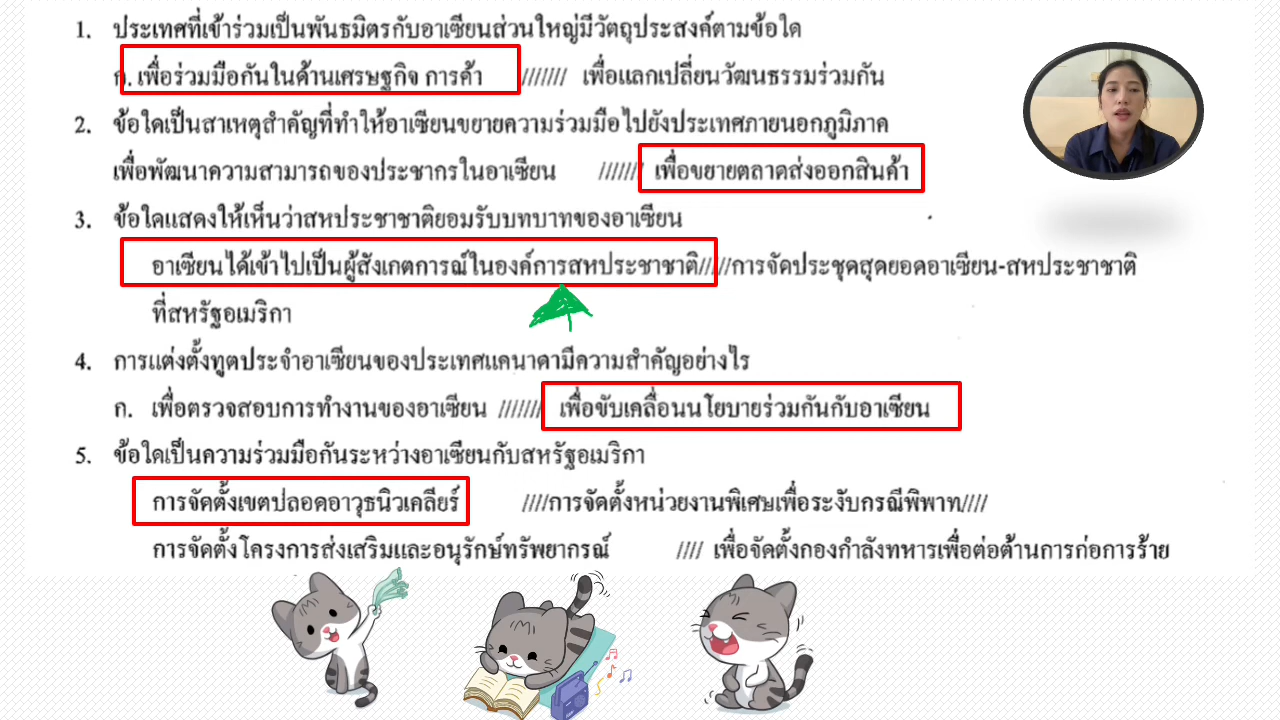 1. ประเทศที่เข้าร่วมเป็นพันธมิตรกับอาเซียนส่วนใหญ่มีวัตถุประสงค์ตามข้อใด
ก. เพื่อร่วมมือกันในด้านเศรษฐกิจ การค้า /////// เพื่อแลกเปลี่ยนวัฒนธรรมร่วมกัน
2. ข้อใดเป็นสาเหตุสำคัญที่ทำให้อาเซียนขยายความร่วมมือไปยังประเทศภายนอกภูมิภาค
เพื่อพัฒนาความสามารถของประชากรในอาเซียน /////// เพื่อขยายตลาดส่งออกสินค้า
3. ข้อใดแสดงให้เห็นว่าสหประชาชาติยอมรับบทบาทของอาเซียน
อาเซียนได้เข้าไปเป็นผู้สังเกตการณ์ในองค์การสหประชาชาติ/////การจัดประชุดสุดยอดอาเซียน-สหประชาชาติ
ที่สหรัฐอเมริกา
4. การแต่งตั้งทูตประจำอาเซียนของประเทศแคนาดามีความสำคัญอย่างไร
ก. เพื่อตรวจสอบการทำงานของอาเซียน /////// เพื่อขับเคลื่อนนโยบายร่วมกันกับอาเซียน
5. ข้อใดเป็นความร่วมมือกันระหว่างอาเซียนกับสหรัฐอเมริกา
การจัดตั้งเขตปลอดอาวุธนิวเคลียร์ ////การจัดตั้งหน่วยงานพิเศษเพื่อระงับกรณีพิพาท////
การจัดตั้งโครงการส่งเสริมและอนุรักษ์ทรัพยากรณ์ //// เพื่อจัดตั้งกองกำลังทหารเพื่อต่อต้านการก่อการร้าย